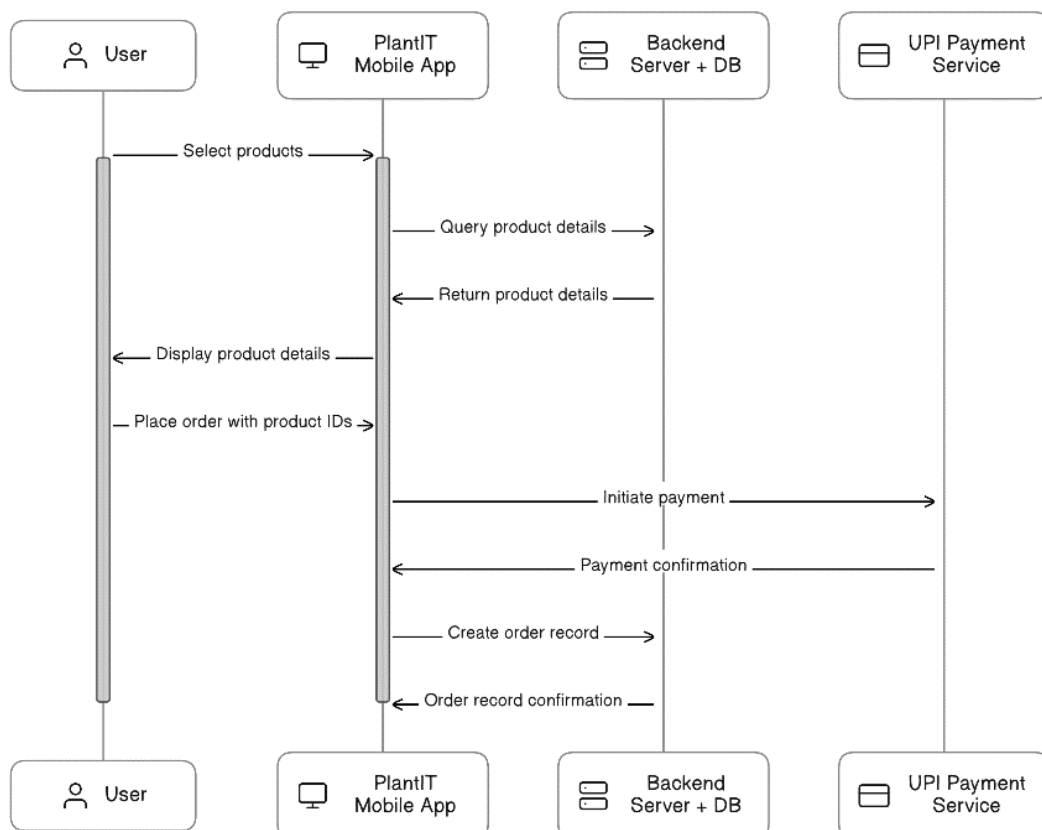 User
PlantIT
Mobile App
Backend
Server + DB
UPI Payment
Service
Select products
Query product details
Return product details
Display product details
Place order with product IDs
Initiate payment
Payment confirmation
Create order record
Order record confirmation
User
PlantIT
Mobile App
Backend
Server + DB
UPI Payment
Service